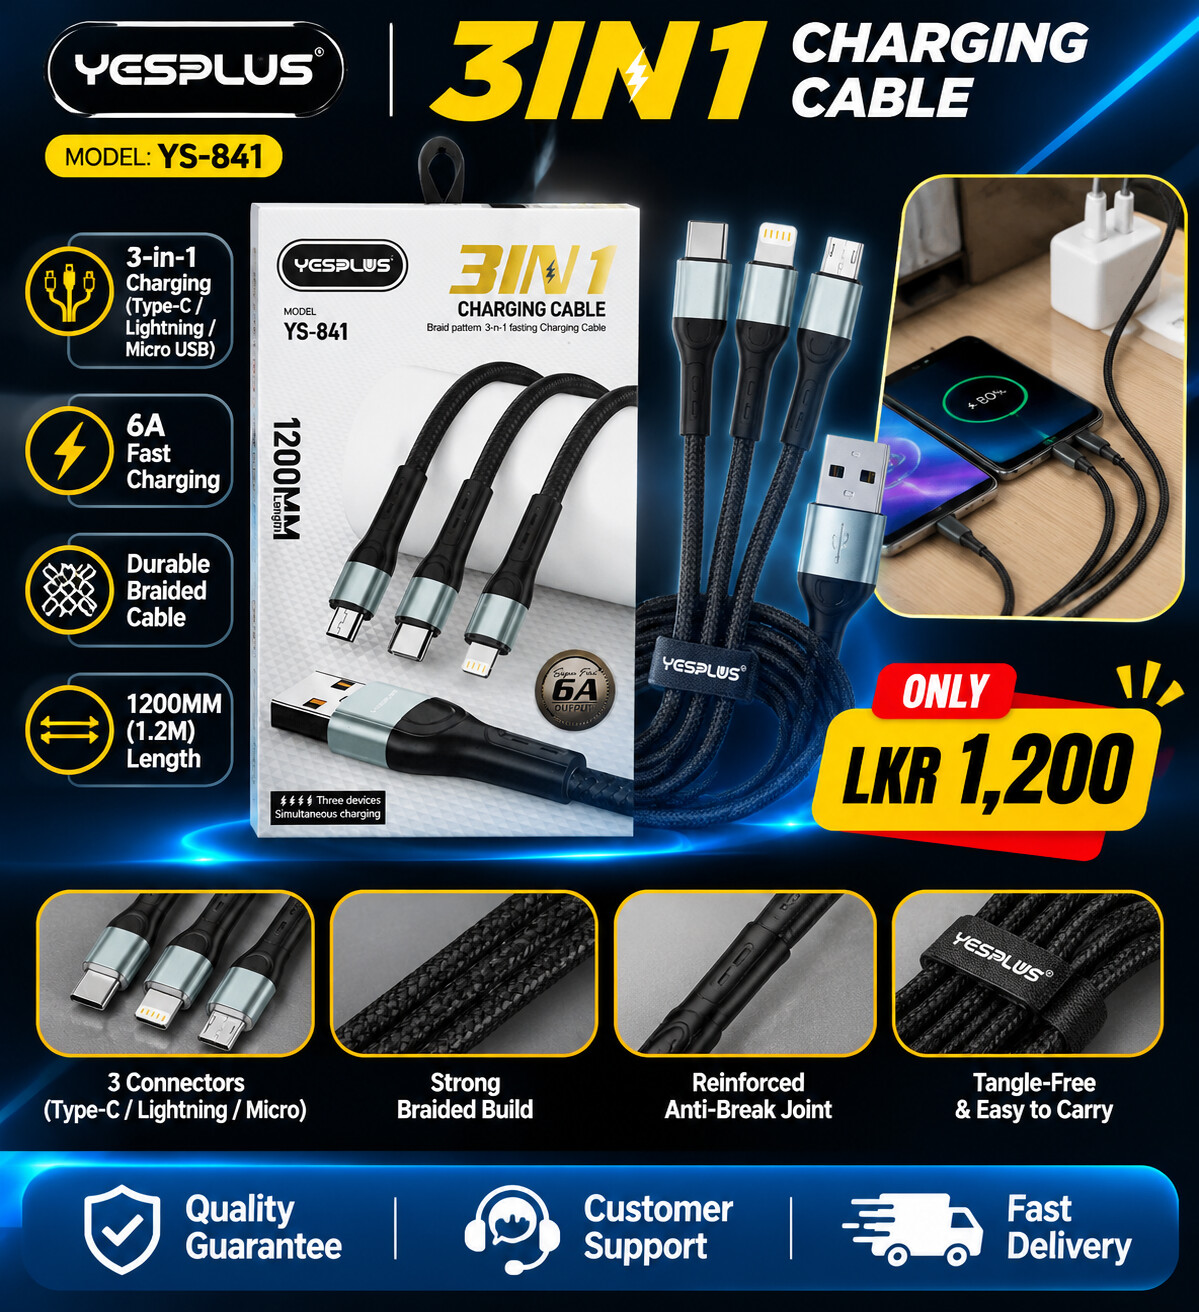 YESPLUS®
3IN1
CHARGING
CABLE
MODEL: YS-841
3-in-1
Charging
(Type-C /
Lightning /
Micro USB)
6A
Fast
Charging
Durable
Braided
Cable
1200MM
(1.2M)
Length
YESPLUS
3IN1
CHARGING CABLE
Braid pattern 3-n-1 fasting Charging Cable
MODEL
YS-841
1200MM
Length
Super Fast
6A
OUTPUT
Three devices
Simultaneous charging
YESPLUS®
80%
ONLY
LKR 1,200
YESPLUS®
3 Connectors
(Type-C / Lightning / Micro)
Strong
Braided Build
Reinforced
Anti-Break Joint
Tangle-Free
& Easy to Carry
Quality
Guarantee
Customer
Support
Fast
Delivery